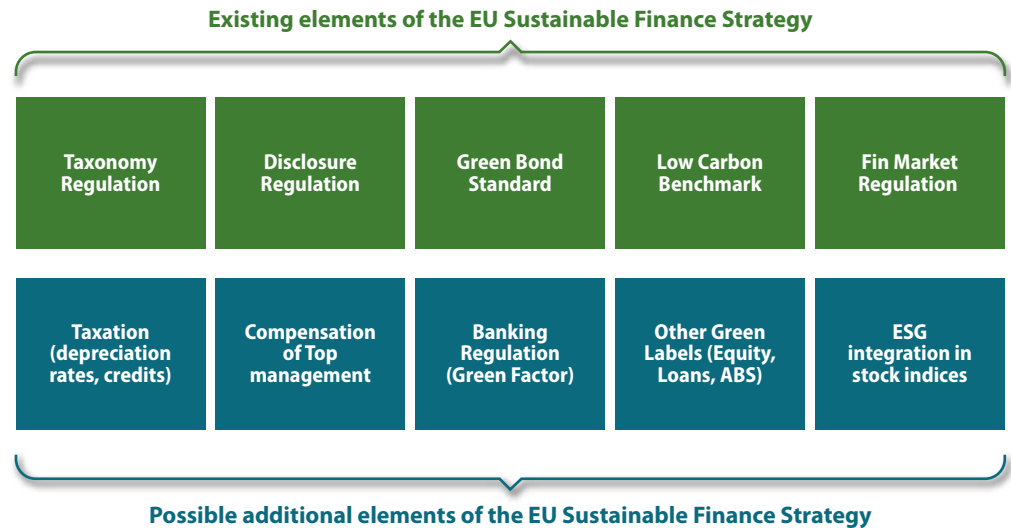 Existing elements of the EU Sustainable Finance Strategy
Taxonomy
Regulation
Disclosure
Regulation
Green Bond
Standard
Low Carbon
Benchmark
Fin Market
Regulation
Taxation
(depreciation
rates, credits)
Compensation
of Top
management
Banking
Regulation
(Green Factor)
Other Green
Labels (Equity,
Loans, ABS)
ESG
integration in
stock indices
Possible additional elements of the EU Sustainable Finance Strategy